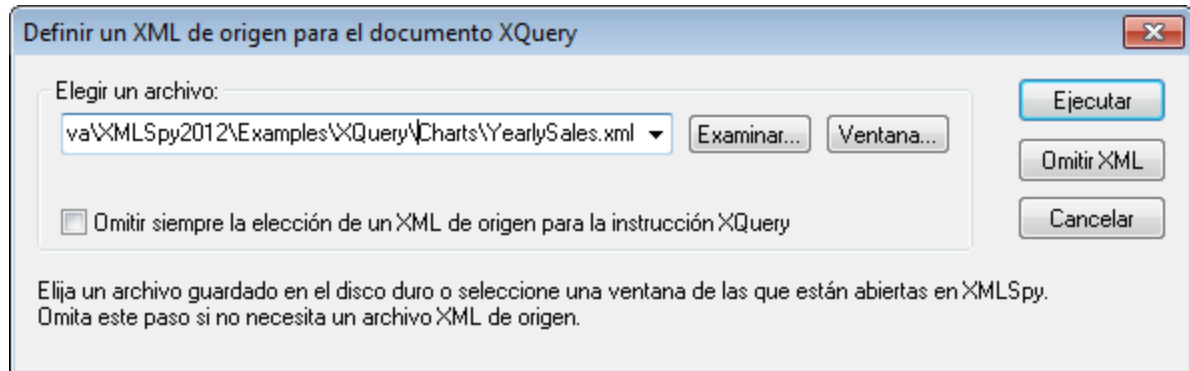 Definir un XML de origen para el documento XQuery
Elegir un archivo:
va\XMLSpy2012\Examples\XQuery\Charts\YearlySales.xml
Examinar...
Ventana...
Ejecutar
Omitir XML
Cancelar
Omitir siempre la elección de un XML de origen para la instrucción XQuery
Elija un archivo guardado en el disco duro o seleccione una ventana de las que están abiertas en XMLSpy.
Omita este paso si no necesita un archivo XML de origen.